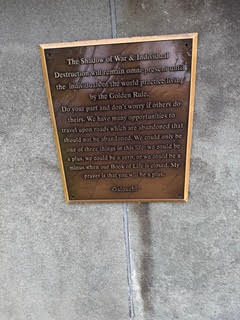 The Shadow of War & Individual
Destruction will remain omni-present until
the individuals of the world practice living
by the Golden Rule.
Do your part and don't worry if others do
theirs. We have many opportunities to
travel upon roads which are abandoned that
should not be abandoned. We could only be
one of three things in this life: we could be
a plus, we could be a zero, or we could be a
minus when our Book of Life is closed. My
prayer is that you will be a plus.